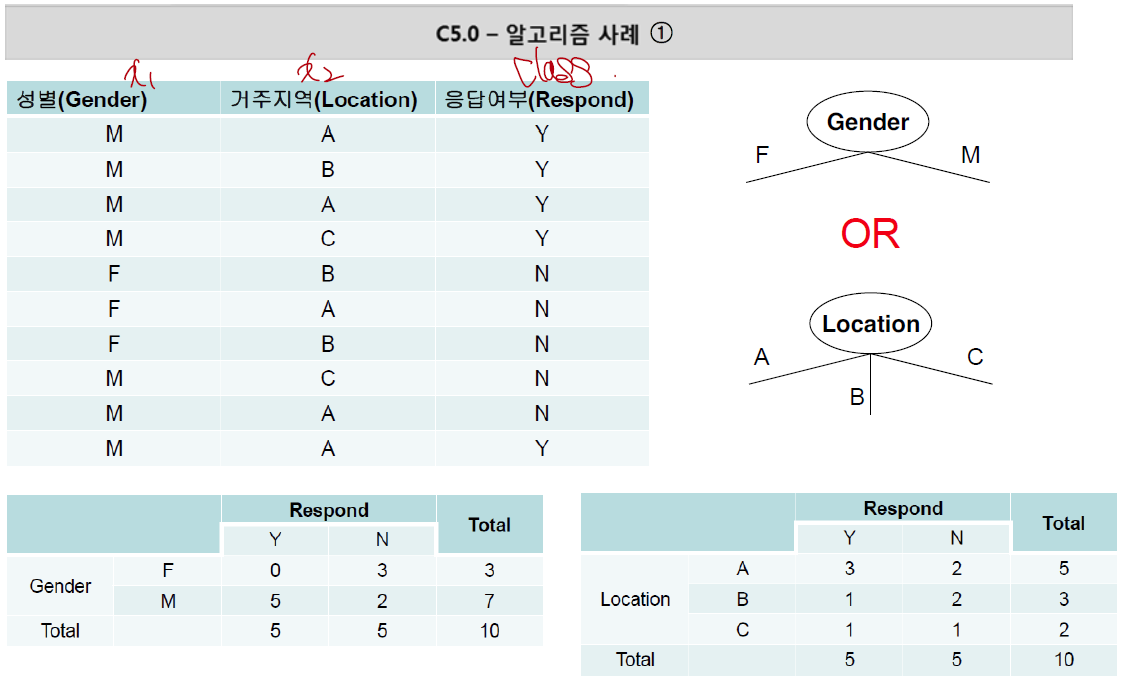 C5.0 – 알고리즘 사례 ①
x1 x2 Class
성별(Gender) 거주지역(Location) 응답여부(Respond)
M A Y
M B Y
M A Y
M C Y
F B N
F A N
F B N
M C N
M A N
M A Y
Gender
F M
OR
Location
A C
B
Respond Total
Y N
Gender F 0 3 3
M 5 2 7
Total 5 5 10
Respond Total
Y N
Location A 3 2 5
B 1 2 3
C 1 1 2
Total 5 5 10